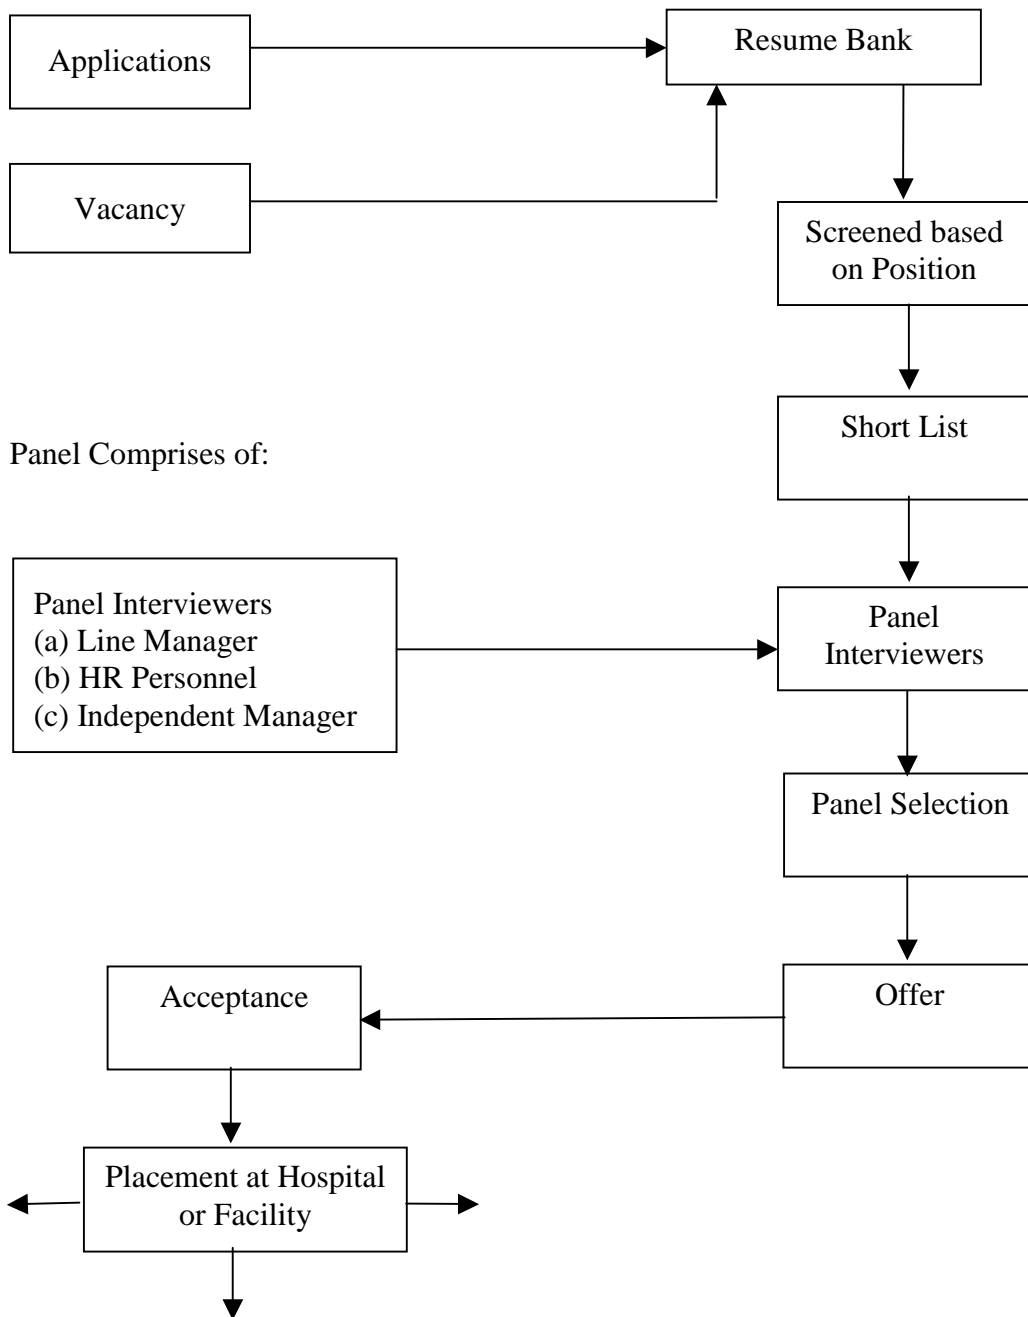 Applications
Resume Bank
Vacancy
Screened based
on Position
Short List
Panel Comprises of:
Panel Interviewers
(a) Line Manager
(b) HR Personnel
(c) Independent Manager
Panel
Interviewers
Panel Selection
Offer
Acceptance
Placement at Hospital
or Facility